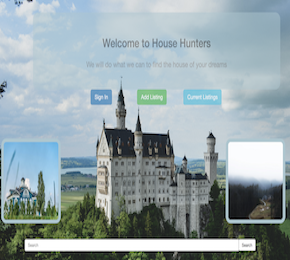 Welcome to House Hunters
We will do what we can to find the house of your dreams
Sign In
Add Listing
Current Listings
Search
Search